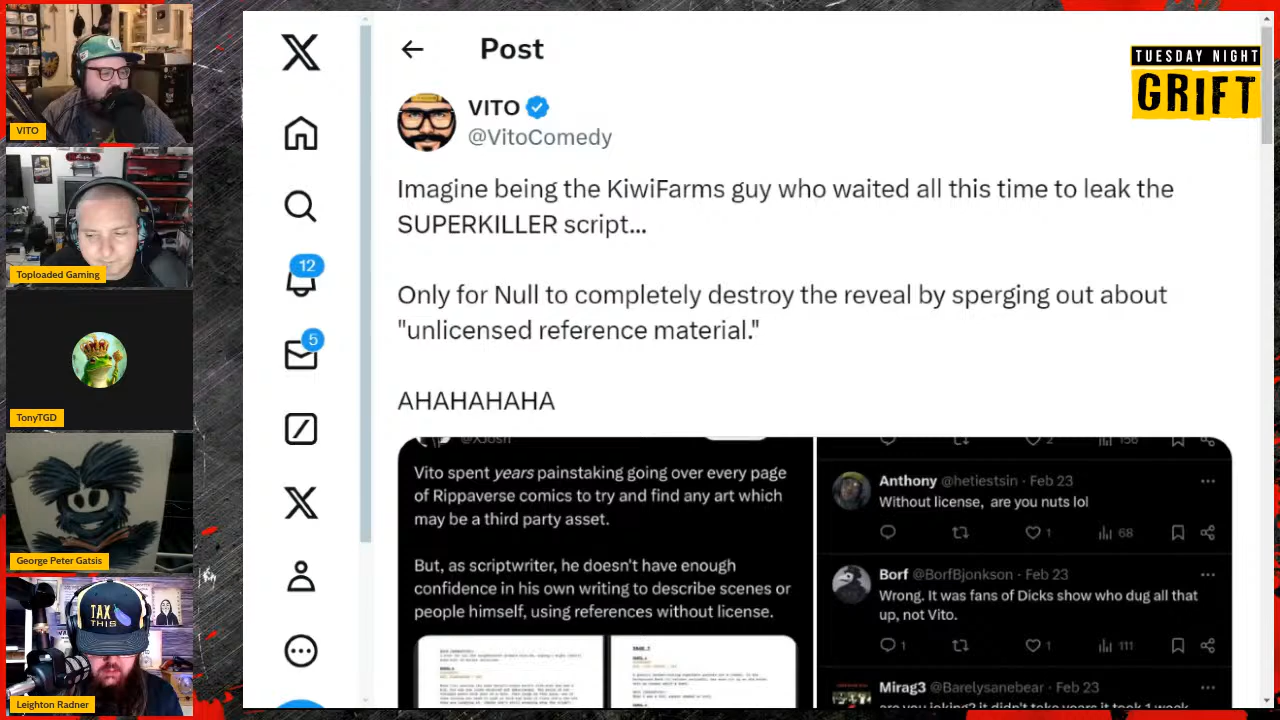 VITO
Toploaded Gaming
TonyTGD
George Peter Gatsis
TAX
THIS
Leighton Radner
X
12
5
X
Post
VITO
@VitoComedy
Imagine being the KiwiFarms guy who waited all this time to leak the
SUPERKILLER script...
Only for Null to completely destroy the reveal by sperging out about
"unlicensed reference material."
AHAHAHAHA
@XJosh
Vito spent years painstaking going over every page
of Rippaverse comics to try and find any art which
may be a third party asset.
But, as scriptwriter, he doesn't have enough
confidence in his own writing to describe scenes or
people himself, using references without license.
2
156
Anthony @hetiestsin · Feb 23
Without license, are you nuts lol
1
68
Borf @BorfBjonkson · Feb 23
Wrong. It was fans of Dicks show who dug all that
up, not Vito.
1
111
TUESDAY NIGHT
GRIFT